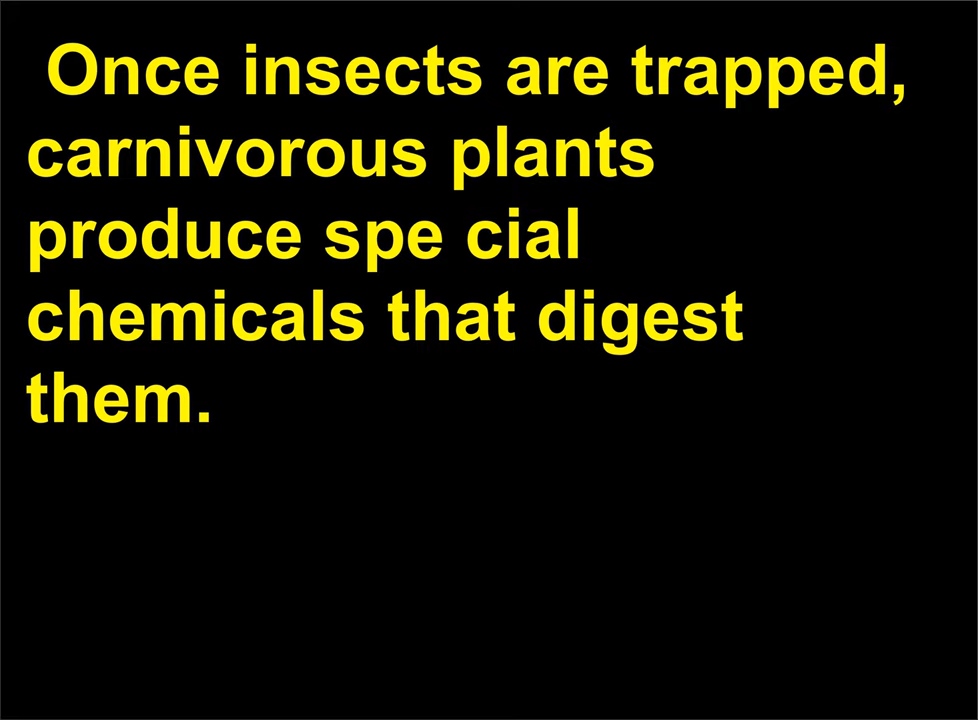 Once insects are trapped,
carnivorous plants
produce spe cial
chemicals that digest
them.